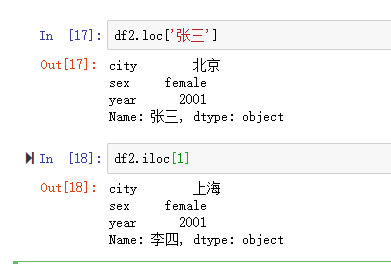 In [17]: df2.loc['张三']
Out[17]: city 北京
sex female
year 2001
Name: 张三, dtype: object
In [18]: df2.iloc[1]
Out[18]: city 上海
sex female
year 2001
Name: 李四, dtype: object